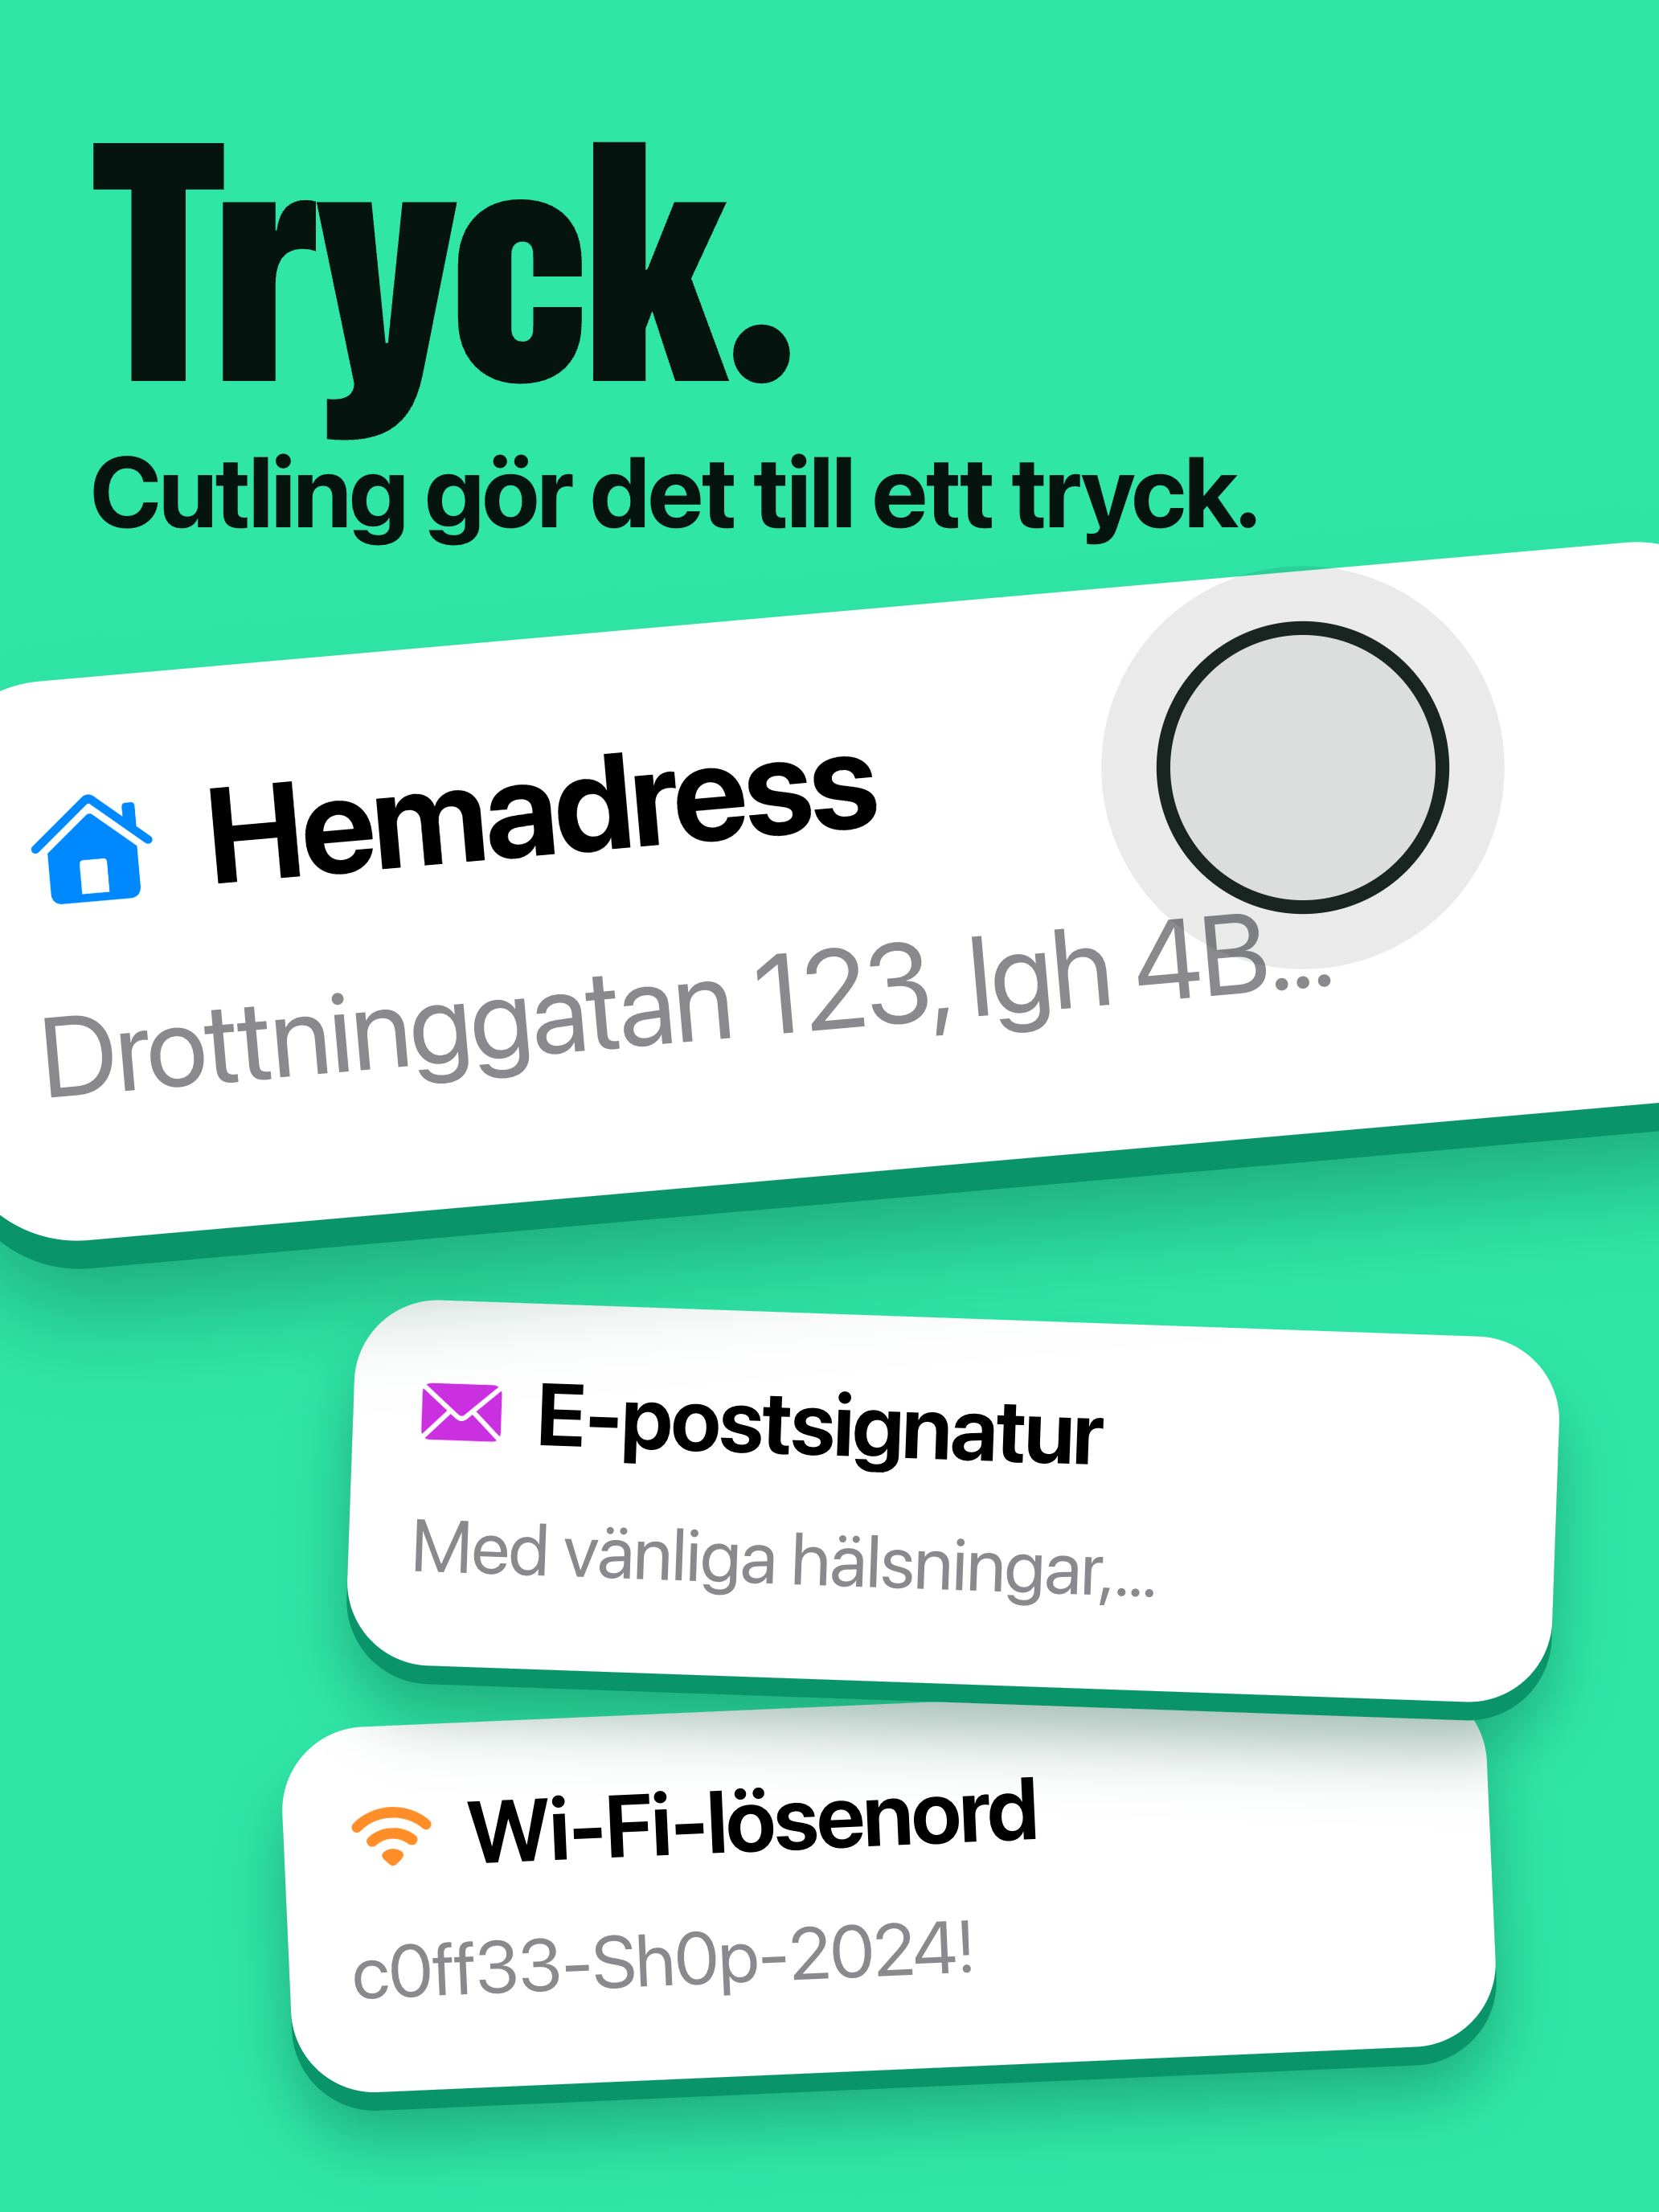 Tryck.
Cutling gör det till ett tryck.
Hemadress
Drottninggatan 123, lgh 4B...
E-postsignatur
Med vänliga hälsningar,...
Wi-Fi-lösenord
c0ff33-Sh0p-2024!